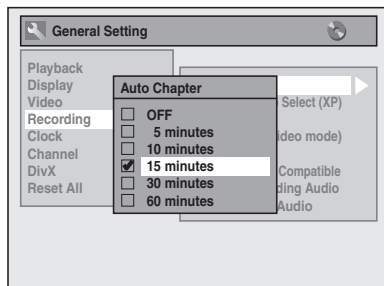 General Setting
Playback
Display
Video
Recording
Clock
Channel
DivX
Reset All
Auto Chapter
OFF
5 minutes
10 minutes
15 minutes
30 minutes
60 minutes
Select (XP)
ideo mode)
Compatible
ding Audio
Audio